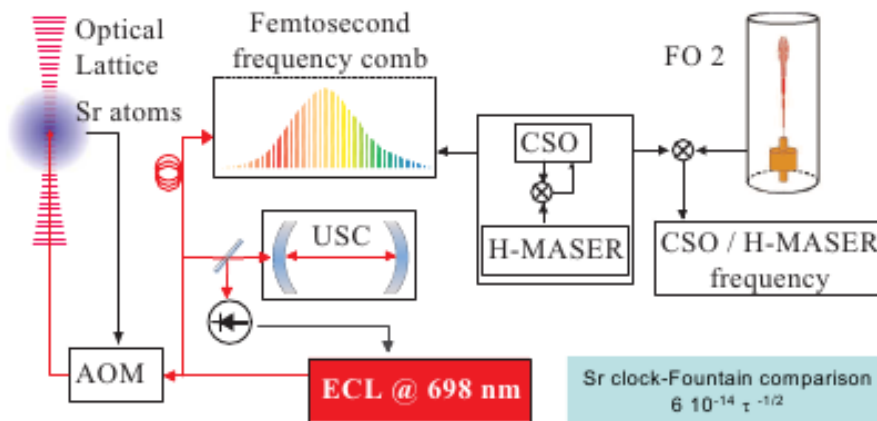 Optical
Lattice
Sr atoms
Femtosecond
frequency comb
FO 2
CSO
H-MASER
USC
CSO / H-MASER
frequency
AOM
ECL @ 698 nm
Sr clock-Fountain comparison
6 10⁻¹⁴ τ ⁻¹/²